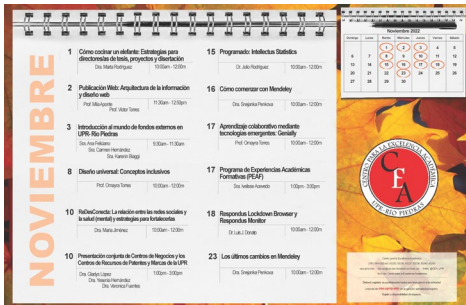 NOVIEMBRE
1 Cómo cocinar un elefante: Estrategias para
directores/as de tesis, proyectos y disertación
Dra. Marta Rodríguez 10:00am - 12:00m
2 Publicación Web: Arquitectura de la información
y diseño web
Prof. Mila Aponte 11:30am - 12:50pm
Prof. Víctor Torres
3 Introducción al mundo de fondos externos en
UPR- Río Piedras
Sra. Ana Feliciano 9:30am - 11:30am
Dra. Carmen Hernández
Dra. Karelin Biaggi
8 Diseño universal: Conceptos inclusivos
Prof. Omayra Torres 10:00am - 12:00m
10 ReDesConecta: La relación entre las redes sociales y
la salud (mental) y estrategias para fortalecerlas
Dra. María Jiménez 10:00am - 12:00m
10 Presentación conjunta de Centros de Negocios y los
Centros de Recursos de Patentes y Marcas de la UPR
Dra. Gladys López 1:00pm - 3:00pm
Dra. Yesenia Hernández
Dra. Verónica Fuentes
15 Programado: Intellectus Statistics
Dr. Julio Rodríguez 10:00am - 12:00m
16 Cómo comenzar con Mendeley
Dra. Snejanka Penkova 10:00am - 12:00m
17 Aprendizaje colaborativo mediante
tecnologías emergentes: Genially
Prof. Omayra Torres 10:00am - 12:00m
17 Programa de Experiencias Académicas
Formativas (PEAF)
Dra. Ivelisse Acevedo 1:00pm - 3:00pm
18 Respondus Lockdown Browser y
Respondus Monitor
Dr. Luis J. Donato 10:00am - 12:00m
23 Los últimos cambios en Mendeley
Dra. Snejanka Penkova 10:00am - 12:00m
Noviembre 2022
Domingo Lunes Martes Miércoles Jueves Viernes Sábado
1 2 3 4 5
6 7 8 9 10 11 12
13 14 15 16 17 18 19
20 21 22 23 24 25 26
27 28 29 30
CENTRO PARA LA EXCELENCIA ACADÉMICA
CEA
UPR-RÍO PIEDRAS